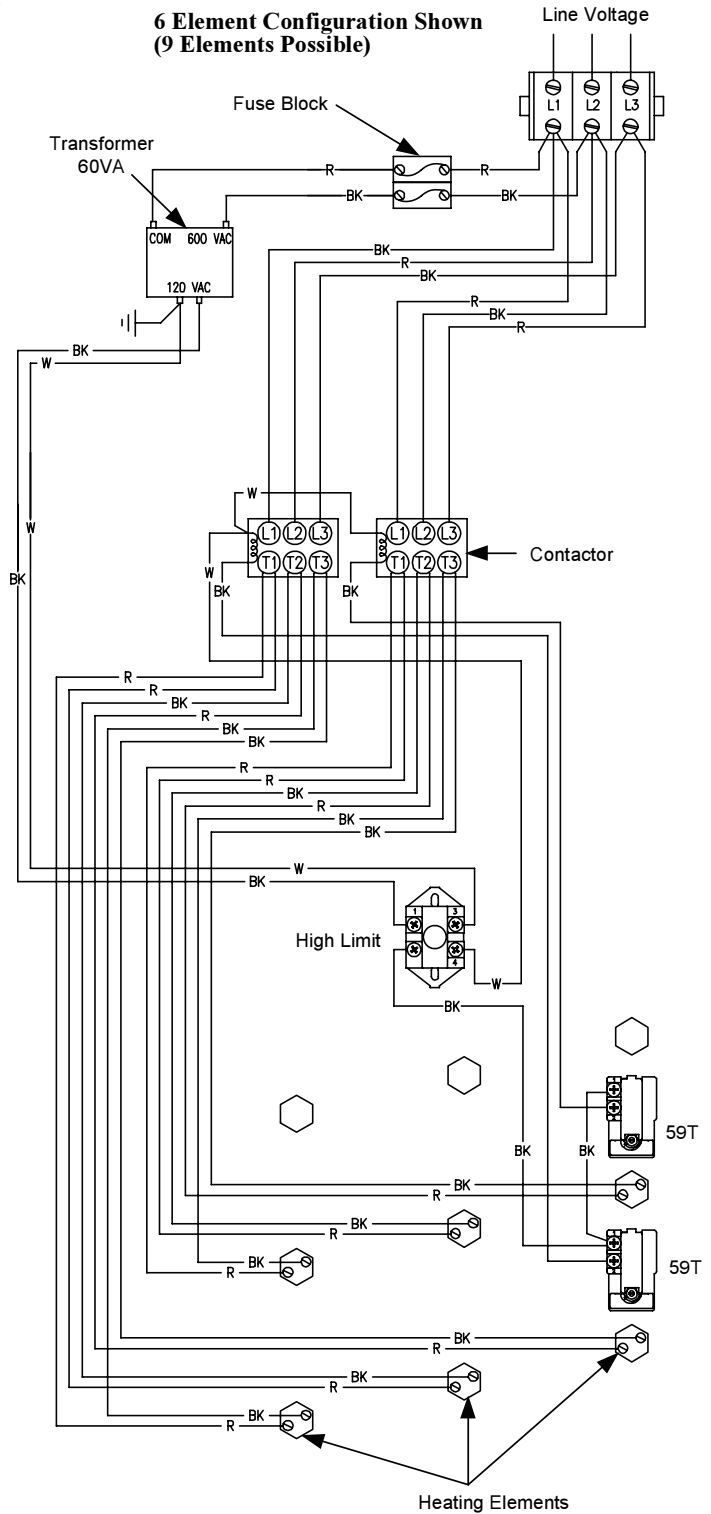 6 Element Configuration Shown
(9 Elements Possible)
Line Voltage
L1 L2 L3
Fuse Block
Transformer
60VA
R R
BK BK
COM 600 VAC
120 VAC
BK
R
BK
R
BK
R
BK
W
W
W
BK
L1 L2 L3
T1 T2 T3
W
BK
L1 L2 L3
T1 T2 T3
BK
Contactor
R
R
BK
R
BK
BK
R
R
BK
R
BK
BK
W
BK
High Limit
1 3
4
W
BK
1
59T
BK
BK
BK
R
BK
R
BK
R
59T
BK
R
BK
R
BK
R
Heating Elements